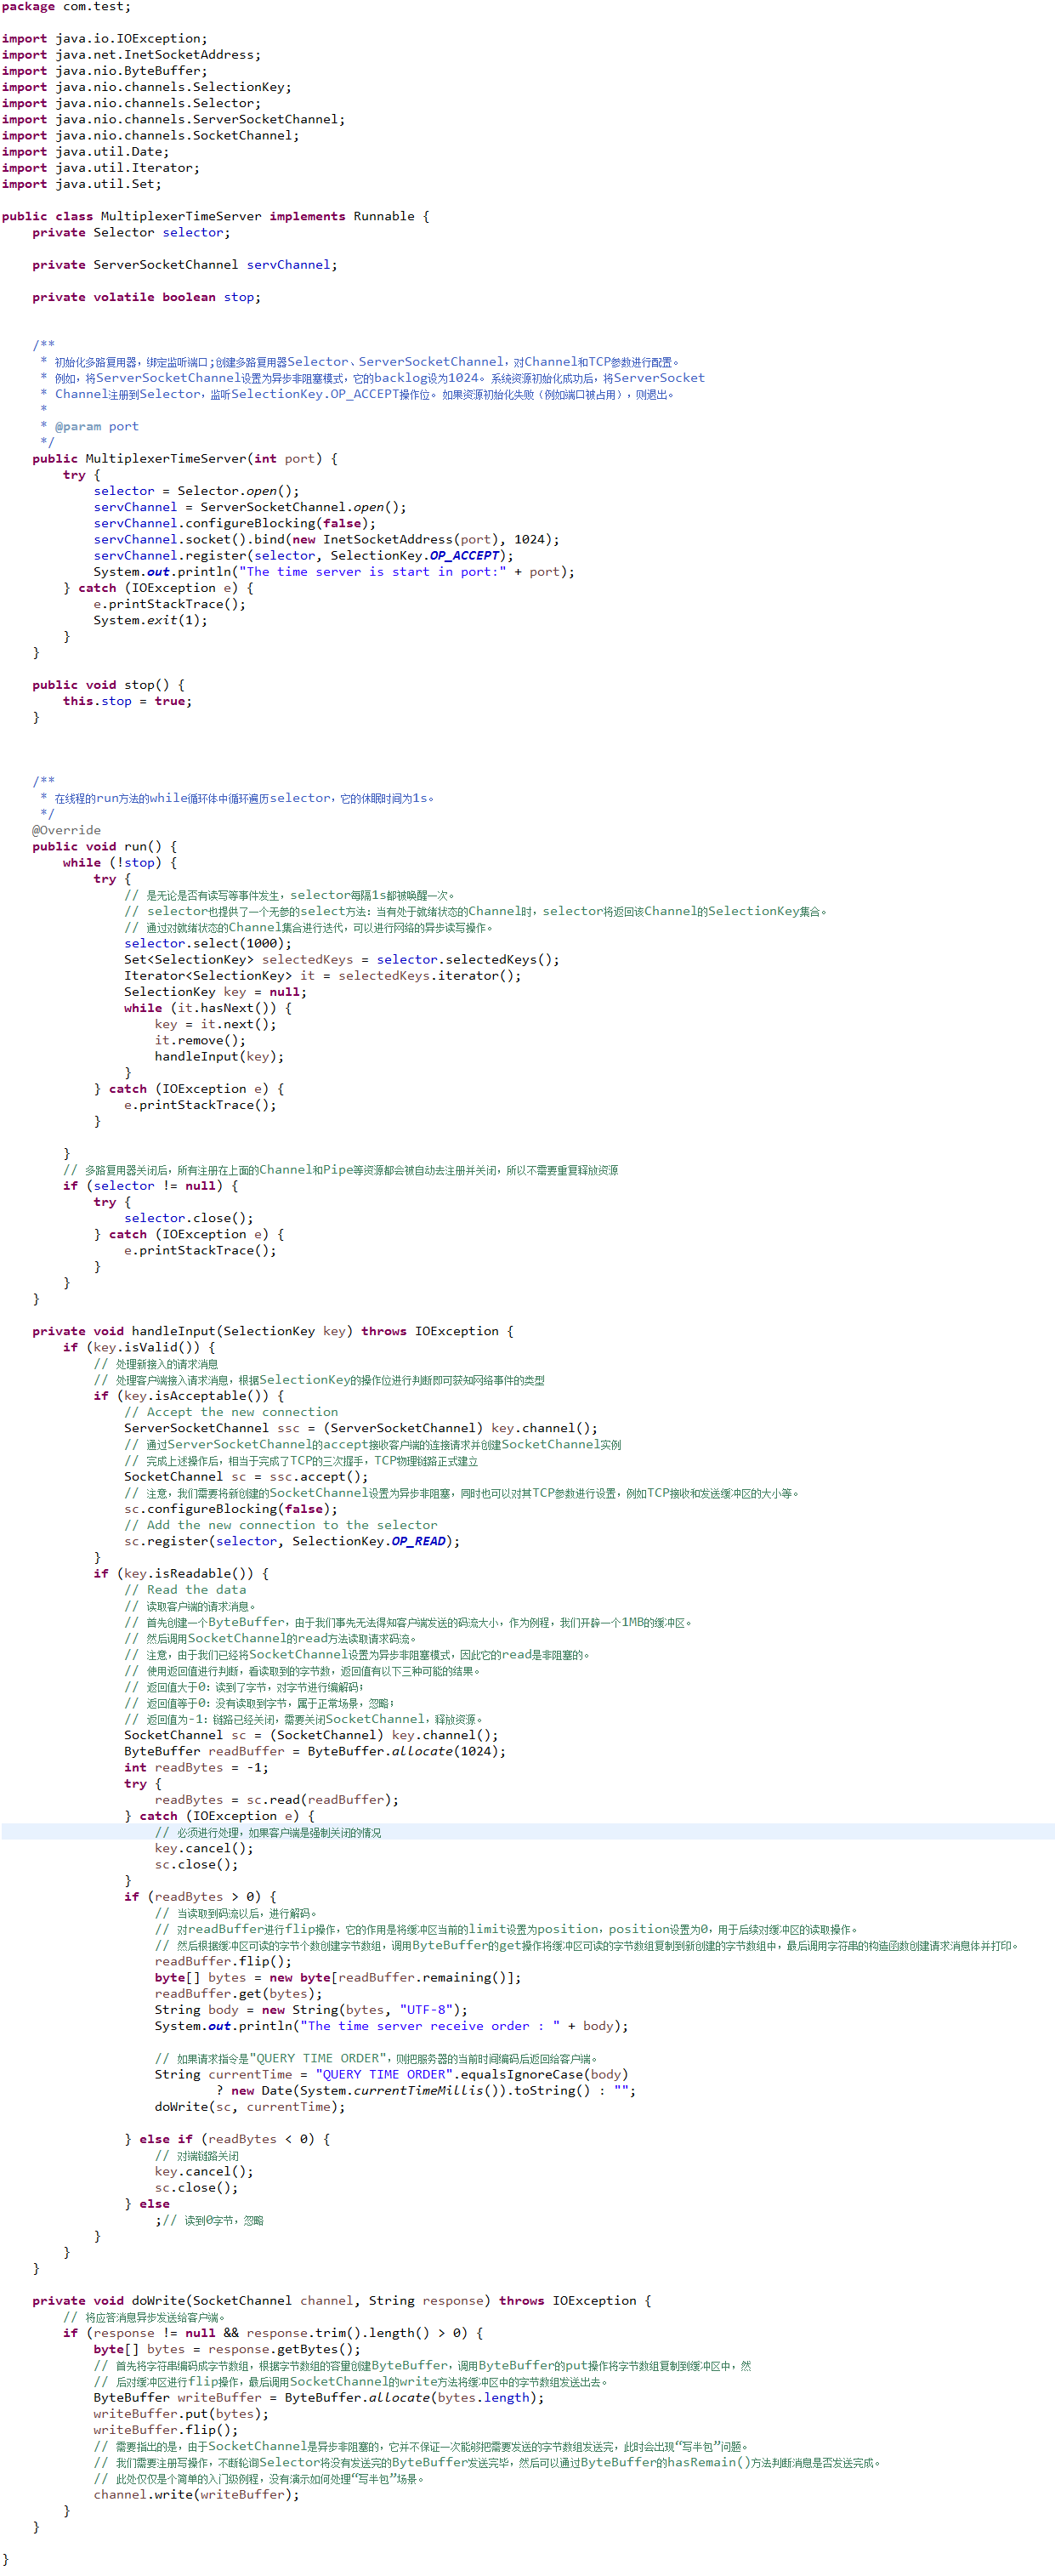 package com.test;

import java.io.IOException;
import java.net.InetSocketAddress;
import java.nio.ByteBuffer;
import java.nio.channels.SelectionKey;
import java.nio.channels.Selector;
import java.nio.channels.ServerSocketChannel;
import java.nio.channels.SocketChannel;
import java.util.Date;
import java.util.Iterator;
import java.util.Set;

public class MultiplexerTimeServer implements Runnable {
    private Selector selector;

    private ServerSocketChannel servChannel;

    private volatile boolean stop;


    /**
     * 初始化多路复用器，绑定监听端口;创建多路复用器Selector、ServerSocketChannel，对Channel和TCP参数进行配置。
     * 例如，将ServerSocketChannel设置为异步非阻塞模式，它的backlog设为1024。系统资源初始化成功后，将ServerSocket
     * Channel注册到Selector，监听SelectionKey.OP_ACCEPT操作位。如果资源初始化失败（例如端口被占用），则退出。
     *
     * @param port
     */
    public MultiplexerTimeServer(int port) {
        try {
            selector = Selector.open();
            servChannel = ServerSocketChannel.open();
            servChannel.configureBlocking(false);
            servChannel.socket().bind(new InetSocketAddress(port), 1024);
            servChannel.register(selector, SelectionKey.OP_ACCEPT);
            System.out.println("The time server is start in port:" + port);
        } catch (IOException e) {
            e.printStackTrace();
            System.exit(1);
        }
    }

    public void stop() {
        this.stop = true;
    }



    /**
     * 在线程的run方法的while循环体中循环遍历selector，它的休眠时间为1s。
     */
    @Override
    public void run() {
        while (!stop) {
            try {
                // 是无论是否有读写等事件发生，selector每隔1s都被唤醒一次。
                // selector也提供了一个无参的select方法：当有处于就绪状态的Channel时，selector将返回该Channel的SelectionKey集合。
                // 通过对就绪状态的Channel集合进行迭代，可以进行网络的异步读写操作。
                selector.select(1000);
                Set<SelectionKey> selectedKeys = selector.selectedKeys();
                Iterator<SelectionKey> it = selectedKeys.iterator();
                SelectionKey key = null;
                while (it.hasNext()) {
                    key = it.next();
                    it.remove();
                    handleInput(key);
                }
            } catch (IOException e) {
                e.printStackTrace();
            }

        }
        // 多路复用器关闭后，所有注册在上面的Channel和Pipe等资源都会被自动去注册并关闭，所以不需要重复释放资源
        if (selector != null) {
            try {
                selector.close();
            } catch (IOException e) {
                e.printStackTrace();
            }
        }
    }

    private void handleInput(SelectionKey key) throws IOException {
        if (key.isValid()) {
            // 处理新接入的请求消息
            // 处理客户端接入请求消息，根据SelectionKey的操作位进行判断即可获知网络事件的类型
            if (key.isAcceptable()) {
                // Accept the new connection
                ServerSocketChannel ssc = (ServerSocketChannel) key.channel();
                // 通过ServerSocketChannel的accept接收客户端的连接请求并创建SocketChannel实例
                // 完成上述操作后，相当于完成了TCP的三次握手，TCP物理链路正式建立
                SocketChannel sc = ssc.accept();
                // 注意，我们需要将新创建的SocketChannel设置为异步非阻塞，同时也可以对其TCP参数进行设置，例如TCP接收和发送缓冲区的大小等。
                sc.configureBlocking(false);
                // Add the new connection to the selector
                sc.register(selector, SelectionKey.OP_READ);
            }
            if (key.isReadable()) {
                // Read the data
                // 读取客户端的请求消息。
                // 首先创建一个ByteBuffer，由于我们事先无法得知客户端发送的码流大小，作为例程，我们开辟一个1MB的缓冲区。
                // 然后调用SocketChannel的read方法读取请求码流。
                // 注意，由于我们已经将SocketChannel设置为异步非阻塞模式，因此它的read是非阻塞的。
                // 使用返回值进行判断，看读取到的字节数，返回值有以下三种可能的结果。
                // 返回值大于0：读到了字节，对字节进行编解码；
                // 返回值等于0：没有读取到字节，属于正常场景，忽略；
                // 返回值为-1：链路已经关闭，需要关闭SocketChannel，释放资源。
                SocketChannel sc = (SocketChannel) key.channel();
                ByteBuffer readBuffer = ByteBuffer.allocate(1024);
                int readBytes = -1;
                try {
                    readBytes = sc.read(readBuffer);
                } catch (IOException e) {
                    // 必须进行处理，如果客户端是强制关闭的情况
                    key.cancel();
                    sc.close();
                }
                if (readBytes > 0) {
                    // 当读取到码流以后，进行解码。
                    // 对readBuffer进行flip操作，它的作用是将缓冲区当前的limit设置为position，position设置为0，用于后续对缓冲区的读取操作。
                    // 然后根据缓冲区可读的字节个数创建字节数组，调用ByteBuffer的get操作将缓冲区可读的字节数组复制到新创建的字节数组中，最后调用字符串的构造函数创建请求消息体并打印。
                    readBuffer.flip();
                    byte[] bytes = new byte[readBuffer.remaining()];
                    readBuffer.get(bytes);
                    String body = new String(bytes, "UTF-8");
                    System.out.println("The time server receive order : " + body);

                    // 如果请求指令是"QUERY TIME ORDER"，则把服务器的当前时间编码后返回给客户端。
                    String currentTime = "QUERY TIME ORDER".equalsIgnoreCase(body)
                            ? new Date(System.currentTimeMillis()).toString() : "";
                    doWrite(sc, currentTime);

                } else if (readBytes < 0) {
                    // 对端链路关闭
                    key.cancel();
                    sc.close();
                } else
                    ;// 读到0字节，忽略
            }
        }
    }

    private void doWrite(SocketChannel channel, String response) throws IOException {
        // 将应答消息异步发送给客户端。
        if (response != null && response.trim().length() > 0) {
            byte[] bytes = response.getBytes();
            // 首先将字符串编码成字节数组，根据字节数组的容量创建ByteBuffer，调用ByteBuffer的put操作将字节数组复制到缓冲区中，然
            // 后对缓冲区进行flip操作，最后调用SocketChannel的write方法将缓冲区中的字节数组发送出去。
            ByteBuffer writeBuffer = ByteBuffer.allocate(bytes.length);
            writeBuffer.put(bytes);
            writeBuffer.flip();
            // 需要指出的是，由于SocketChannel是异步非阻塞的，它并不保证一次能够把需要发送的字节数组发送完，此时会出现“写半包”问题。
            // 我们需要注册写操作，不断轮询Selector将没有发送完的ByteBuffer发送完毕，然后可以通过ByteBuffer的hasRemain()方法判断消息是否发送完成。
            // 此处仅仅是个简单的入门级例程，没有演示如何处理“写半包”场景。
            channel.write(writeBuffer);
        }
    }

}